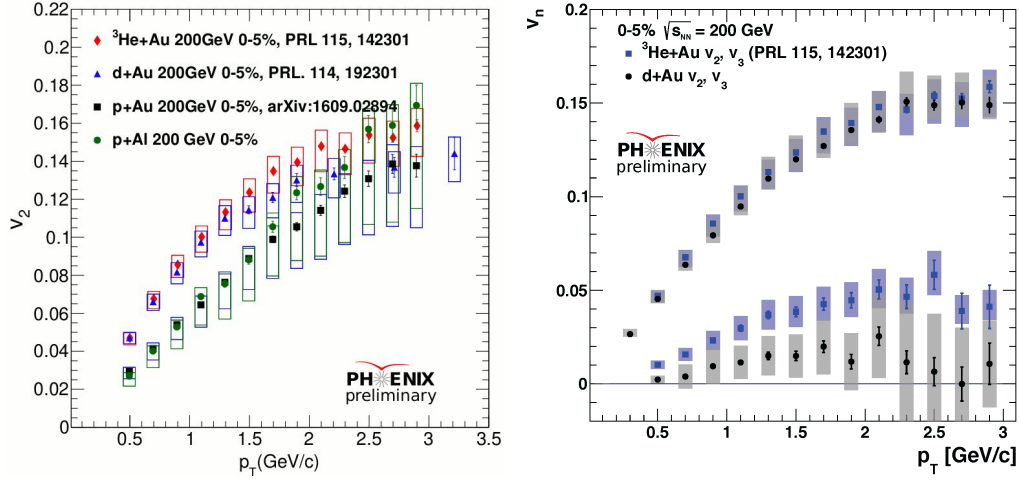 v2
0.2
0.18
0.16
0.14
0.12
0.1
0.08
0.06
0.04
0.02
0
3He+Au 200GeV 0-5%, PRL 115, 142301
d+Au 200GeV 0-5%, PRL. 114, 192301
p+Au 200GeV 0-5%, arXiv:1609.02894
p+Al 200 GeV 0-5%
PHENIX
preliminary
0.5 1 1.5 2 2.5 3 3.5
pT(GeV/c)
vn
0.2
0.15
0.1
0.05
0
0-5% √sNN = 200 GeV
3He+Au v2, v3 (PRL 115, 142301)
d+Au v2, v3
PHENIX
preliminary
0.5 1 1.5 2 2.5 3
pT [GeV/c]